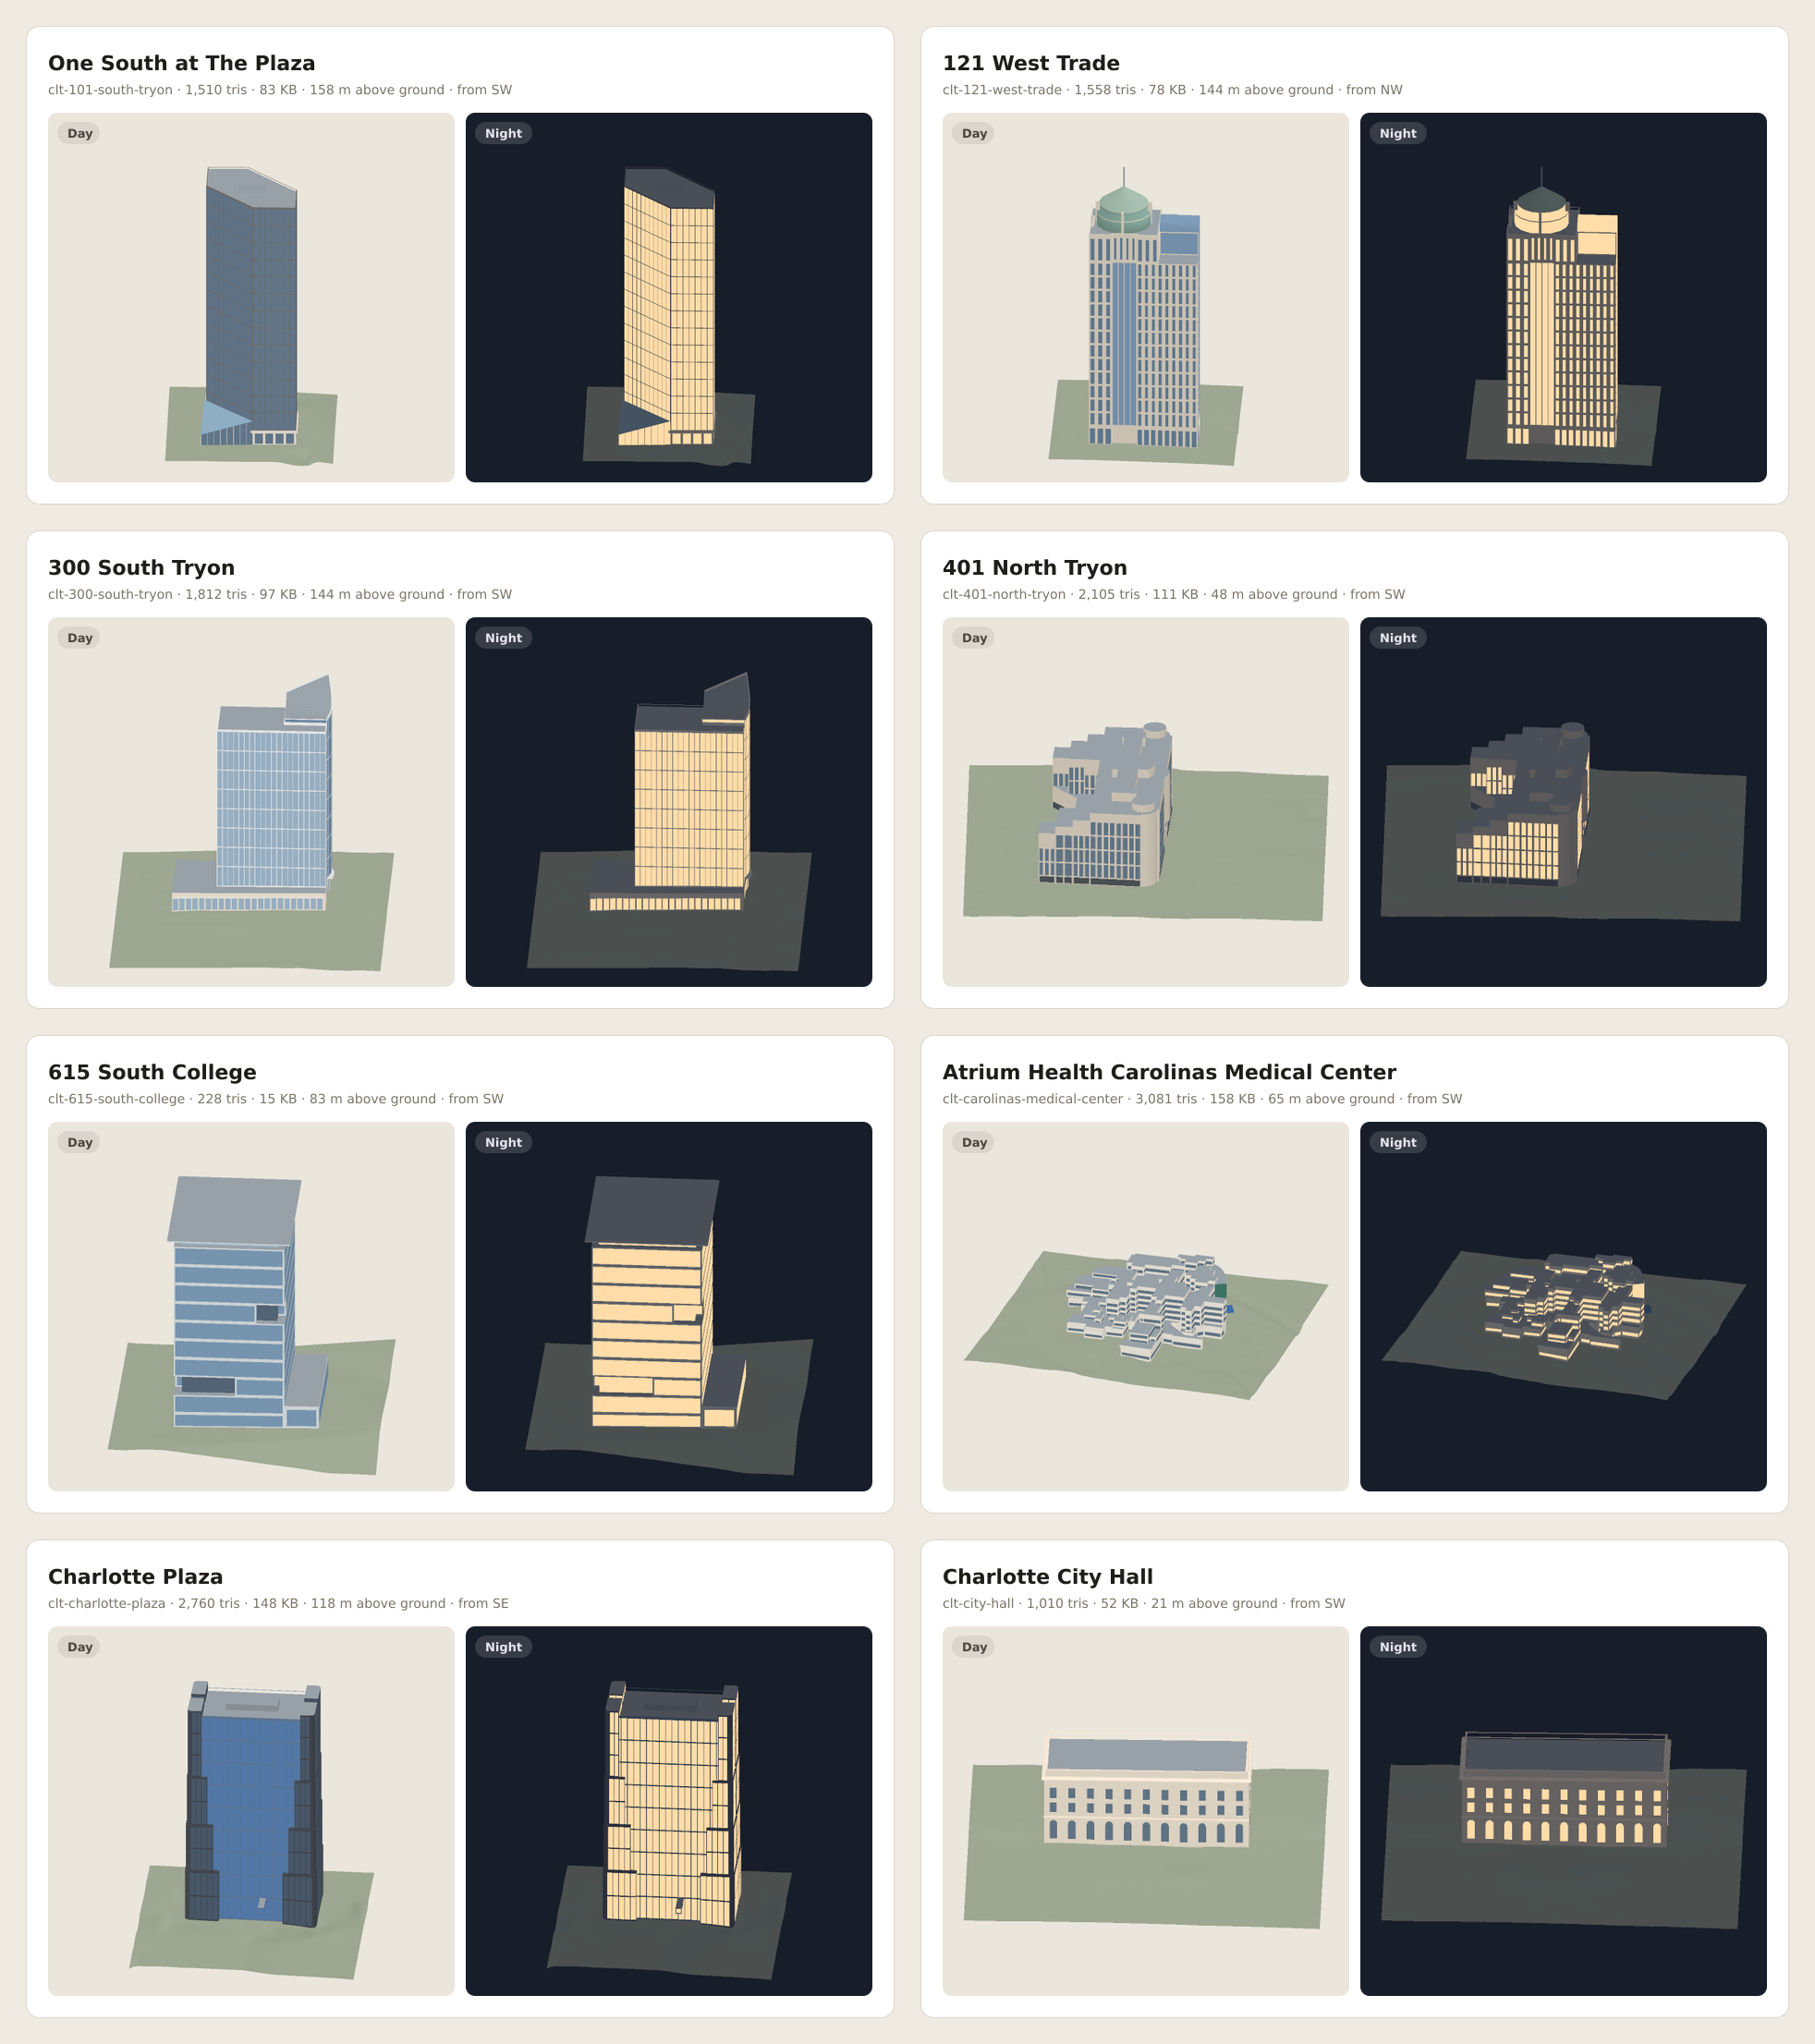 One South at The Plaza
clt-101-south-tryon · 1,510 tris · 83 KB · 158 m above ground · from SW
Day
Night
121 West Trade
clt-121-west-trade · 1,558 tris · 78 KB · 144 m above ground · from NW
Day
Night
300 South Tryon
clt-300-south-tryon · 1,812 tris · 97 KB · 144 m above ground · from SW
Day
Night
401 North Tryon
clt-401-north-tryon · 2,105 tris · 111 KB · 48 m above ground · from SW
Day
Night
615 South College
clt-615-south-college · 228 tris · 15 KB · 83 m above ground · from SW
Day
Night
Atrium Health Carolinas Medical Center
clt-carolinas-medical-center · 3,081 tris · 158 KB · 65 m above ground · from SW
Day
Night
Charlotte Plaza
clt-charlotte-plaza · 2,760 tris · 148 KB · 118 m above ground · from SE
Day
Night
Charlotte City Hall
clt-city-hall · 1,010 tris · 52 KB · 21 m above ground · from SW
Day
Night